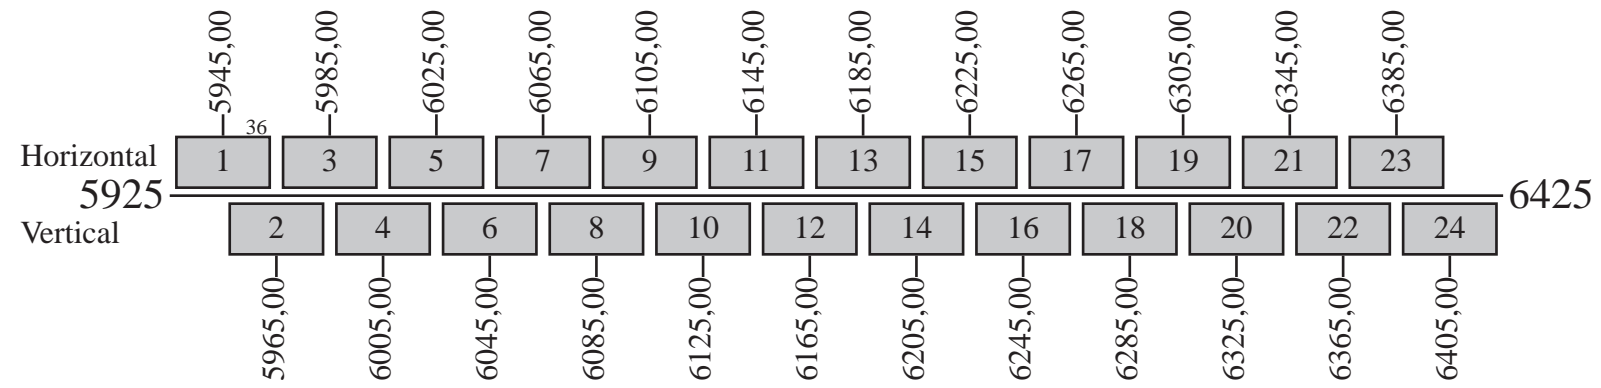 5945,00 5985,00 6025,00 6065,00 6105,00 6145,00 6185,00 6225,00 6265,00 6305,00 6345,00 6385,00
36
Horizontal 1 3 5 7 9 11 13 15 17 19 21 23
5925 6425
Vertical 2 4 6 8 10 12 14 16 18 20 22 24
5965,00 6005,00 6045,00 6085,00 6125,00 6165,00 6205,00 6245,00 6285,00 6325,00 6365,00 6405,00